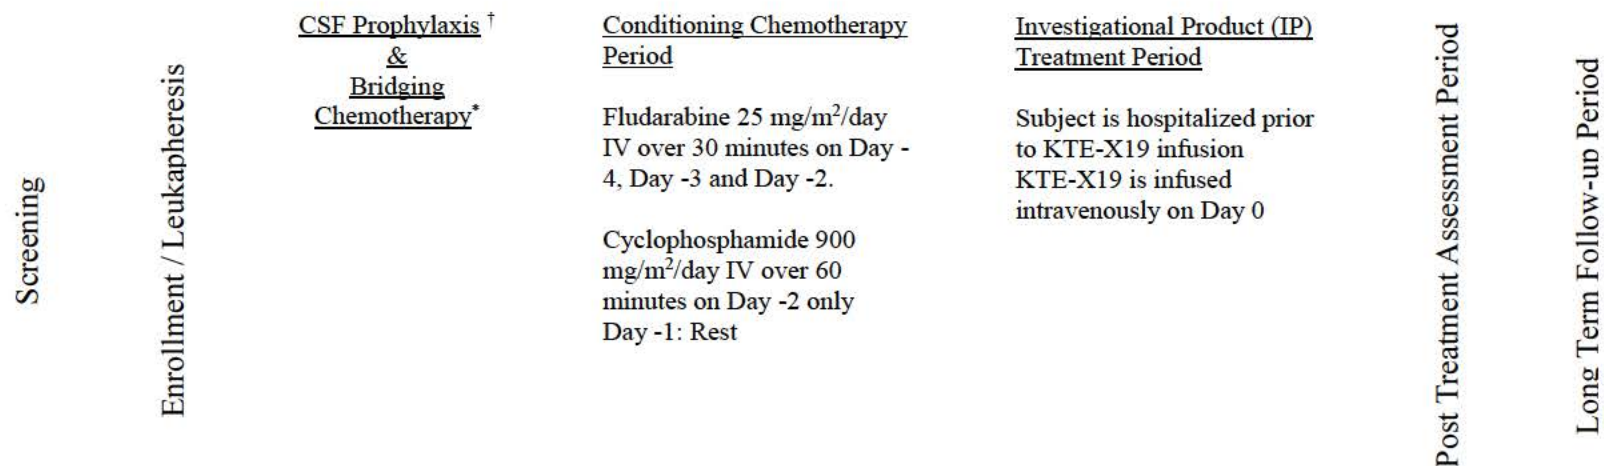 Screening
Enrollment / Leukapheresis
CSF Prophylaxis †
&
Bridging
Chemotherapy*
Conditioning Chemotherapy
Period
Fludarabine 25 mg/m²/day
IV over 30 minutes on Day -
4, Day -3 and Day -2.
Cyclophosphamide 900
mg/m²/day IV over 60
minutes on Day -2 only
Day -1: Rest
Investigational Product (IP)
Treatment Period
Subject is hospitalized prior
to KTE-X19 infusion
KTE-X19 is infused
intravenously on Day 0
Post Treatment Assessment Period
Long Term Follow-up Period